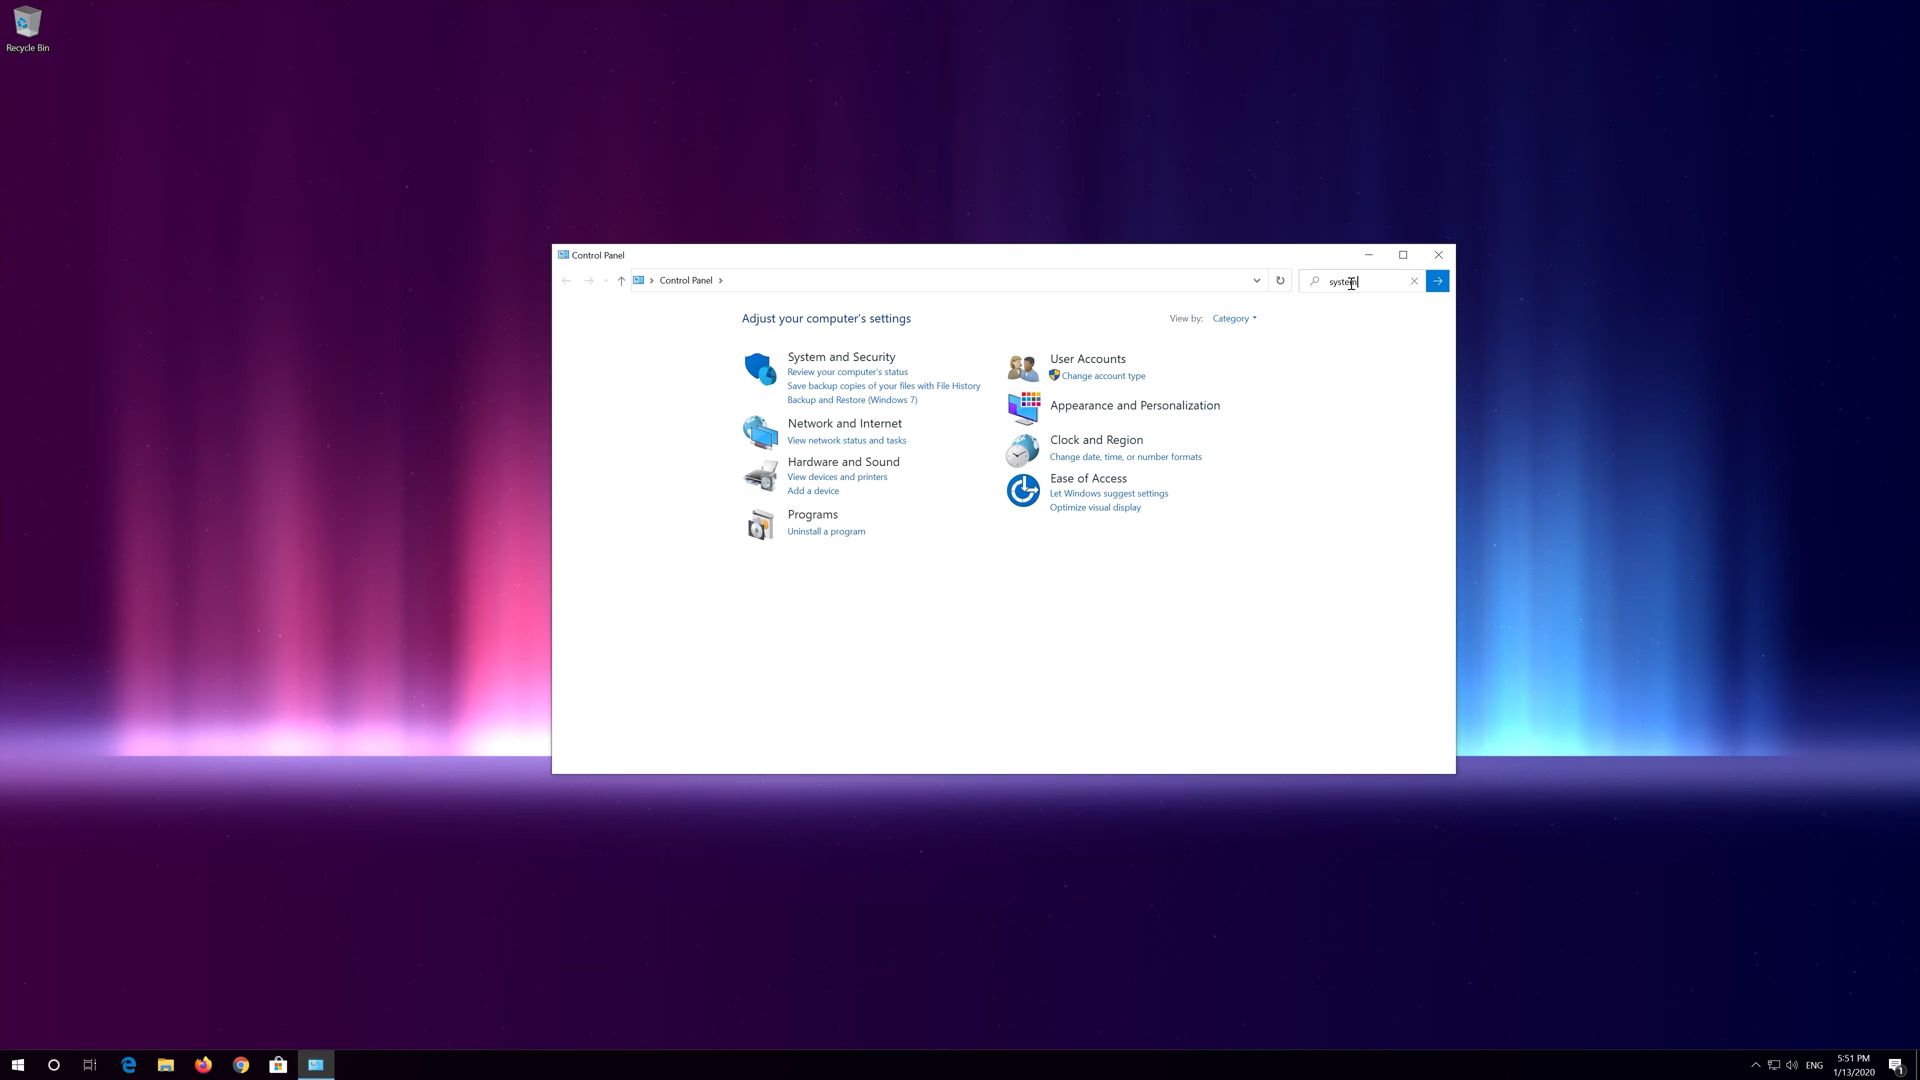 Recycle Bin
Control Panel
Control Panel
system
Adjust your computer's settings
View by: Category
System and Security
Review your computer's status
Save backup copies of your files with File History
Backup and Restore (Windows 7)
Network and Internet
View network status and tasks
Hardware and Sound
View devices and printers
Add a device
Programs
Uninstall a program
User Accounts
Change account type
Appearance and Personalization
Clock and Region
Change date, time, or number formats
Ease of Access
Let Windows suggest settings
Optimize visual display
ENG
5:51 PM
1/13/2020
1